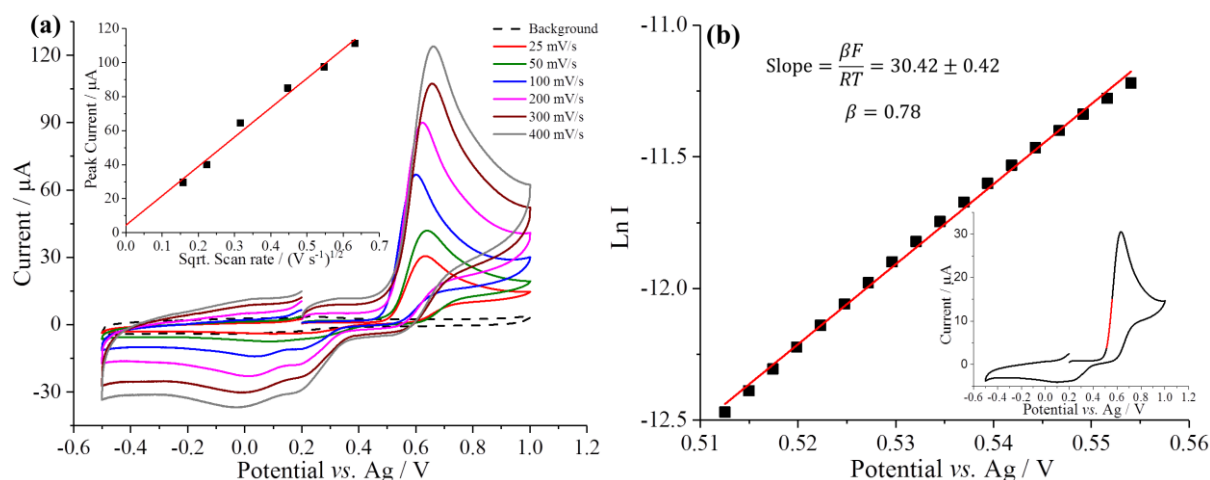 (a)
120
90
60
30
0
-30
-0.6 -0.4 -0.2 0.0 0.2 0.4 0.6 0.8 1.0 1.2
Current / μA
Potential vs. Ag / V
120
100
80
60
40
20
0
0.0 0.1 0.2 0.3 0.4 0.5 0.6 0.7
Peak Current / μA
Sqrt. Scan rate / (V s⁻¹)¹/²
Background
25 mV/s
50 mV/s
100 mV/s
200 mV/s
300 mV/s
400 mV/s
(b)
Slope = βF/RT = 30.42 ± 0.42
β = 0.78
-11.0
-11.5
-12.0
-12.5
0.51 0.52 0.53 0.54 0.55 0.56
Ln I
Potential vs. Ag / V
30
20
10
0
-0.6 -0.4 -0.2 0.0 0.2 0.4 0.6 0.8 1.0 1.2
Current / μA
Potential vs. Ag / V